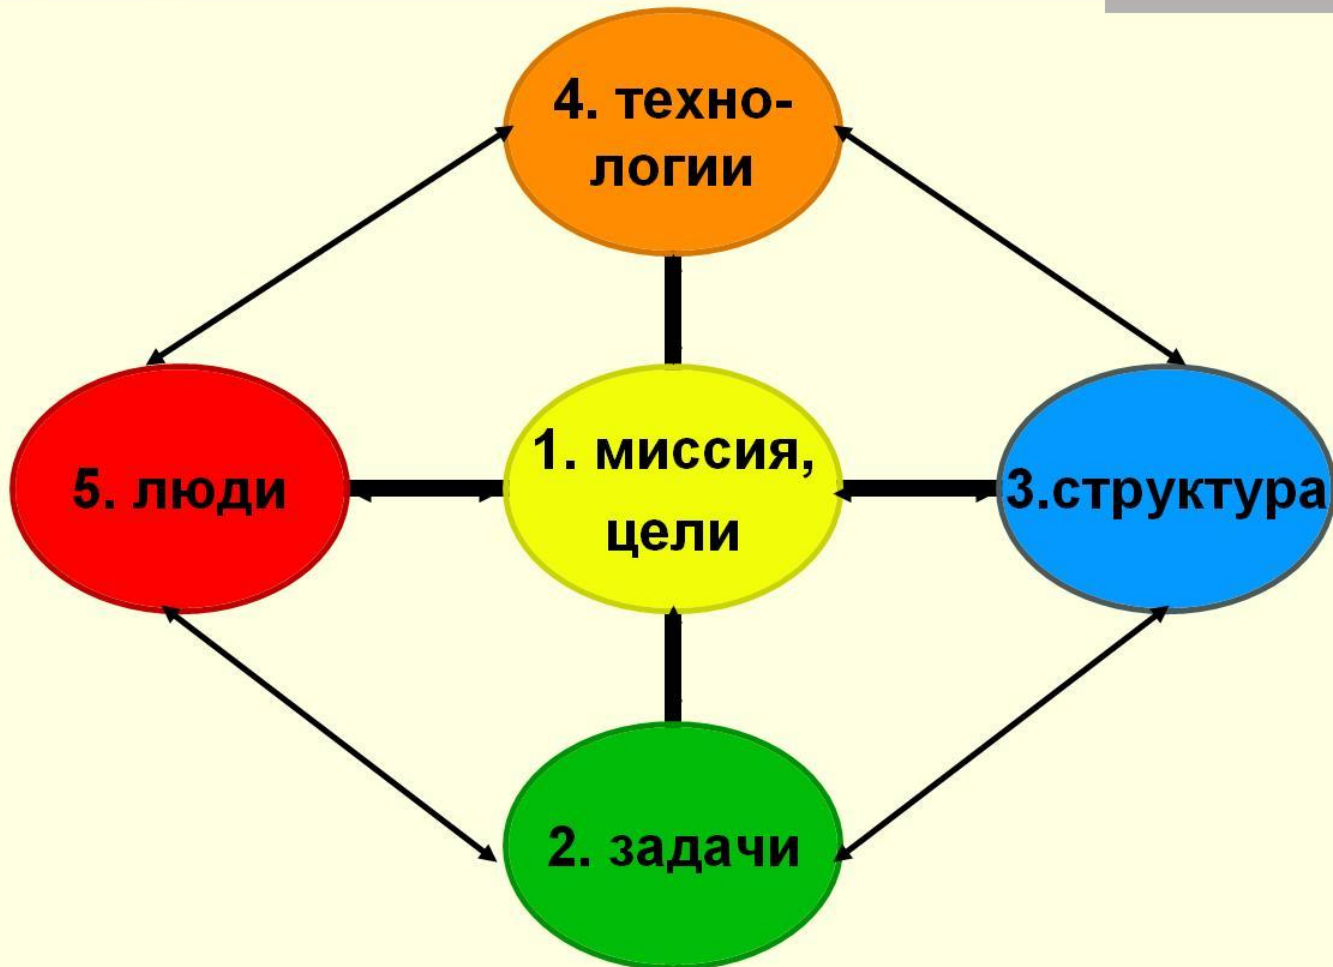 4. техно-
логии
5. люди
1. миссия,
цели
3.структура
2. задачи